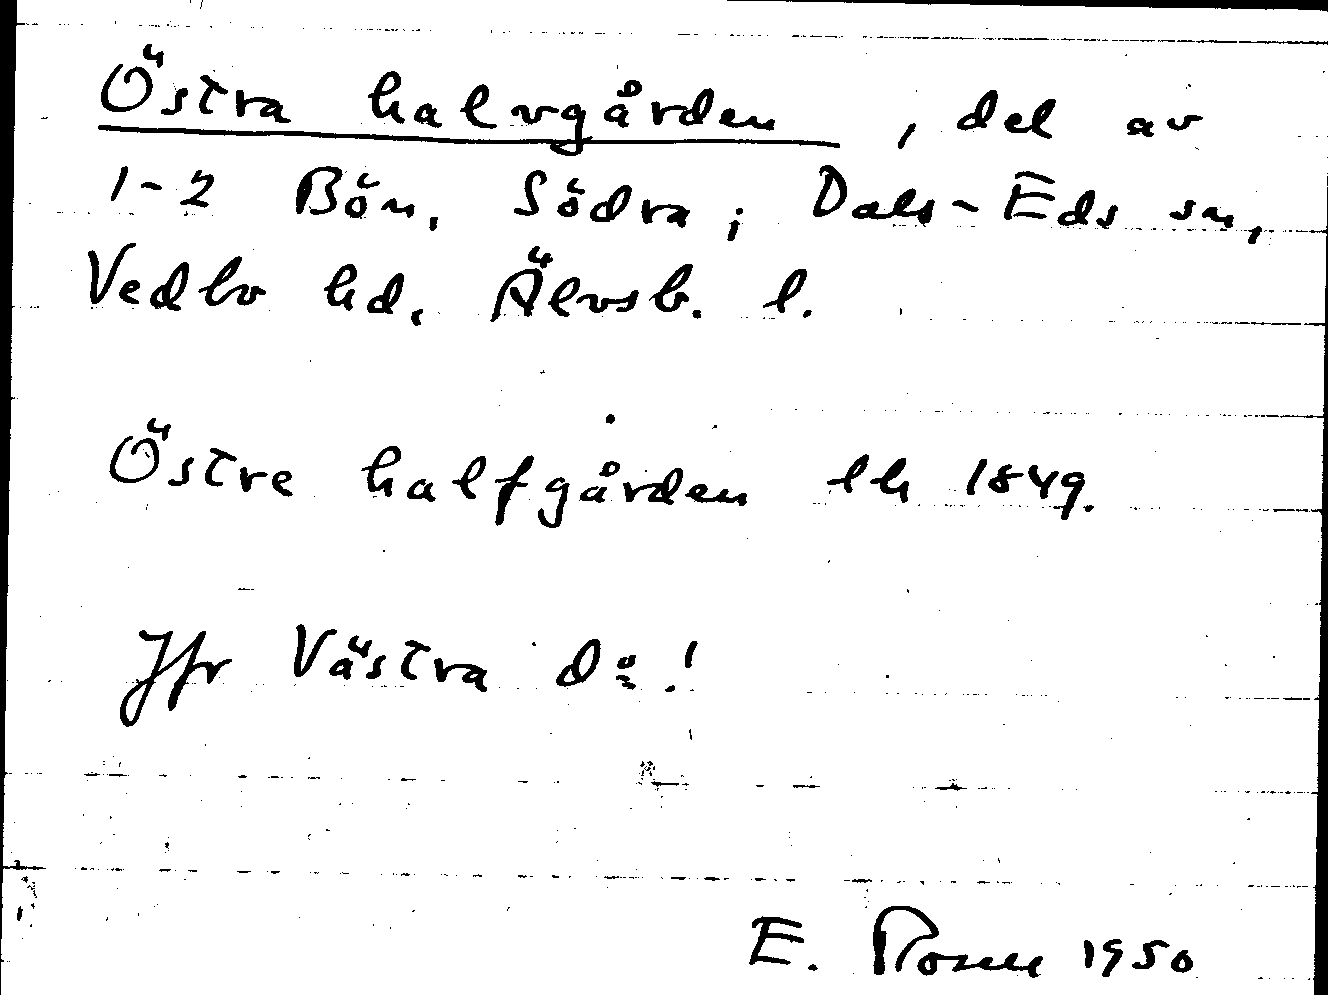 Östra halvgården, del av
1-2 Bön, Södra, i Dals-Eds sn,
Vedbo hd, Älvsb. l.
Östre halfgården lh 1849.
Jfr Västra d:o!
E. Rosell 1950